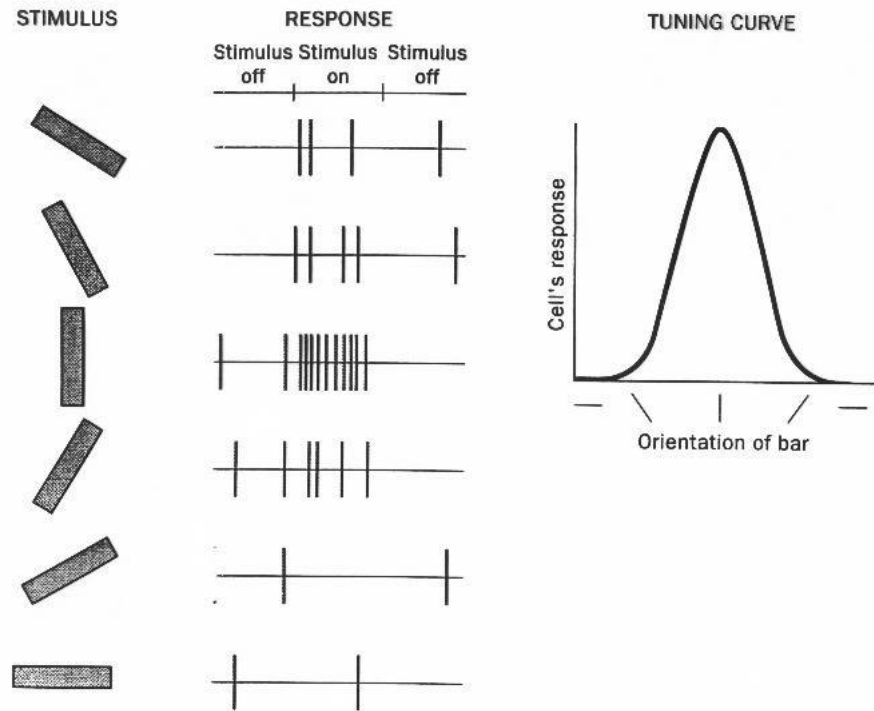 STIMULUS
RESPONSE
TUNING CURVE
Stimulus Stimulus Stimulus
off on off
Cell's response
Orientation of bar